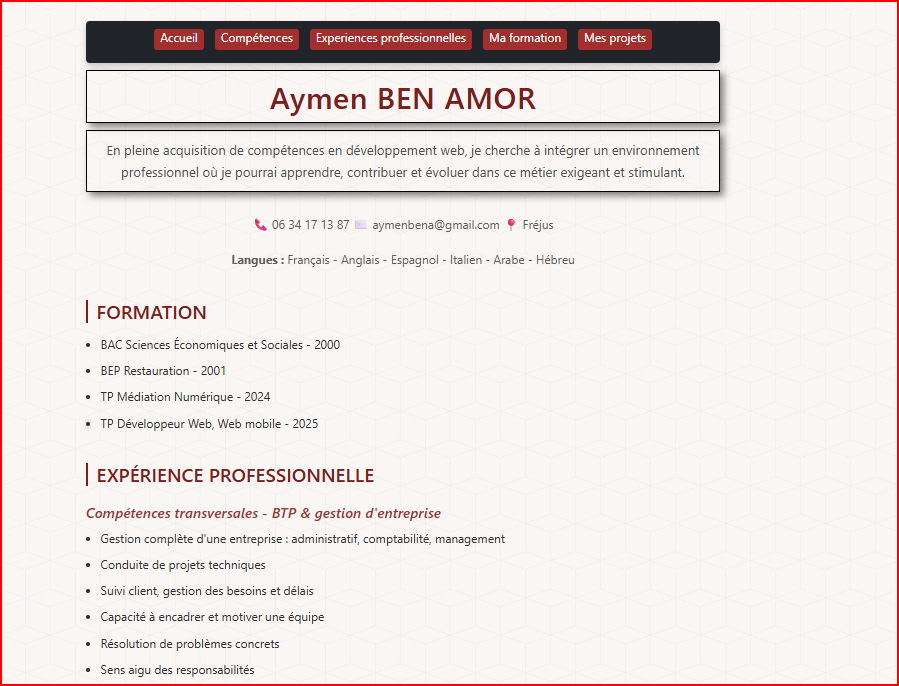 Accueil Compétences Experiences professionnelles Ma formation Mes projets
Aymen BEN AMOR
En pleine acquisition de compétences en développement web, je cherche à intégrer un environnement
professionnel où je pourrai apprendre, contribuer et évoluer dans ce métier exigeant et stimulant.
06 34 17 13 87 aymenbena@gmail.com Fréjus
Langues : Français - Anglais - Espagnol - Italien - Arabe - Hébreu
FORMATION
BAC Sciences Économiques et Sociales - 2000
BEP Restauration - 2001
TP Médiation Numérique - 2024
TP Développeur Web, Web mobile - 2025
EXPÉRIENCE PROFESSIONNELLE
Compétences transversales - BTP & gestion d'entreprise
Gestion complète d'une entreprise : administratif, comptabilité, management
Conduite de projets techniques
Suivi client, gestion des besoins et délais
Capacité à encadrer et motiver une équipe
Résolution de problèmes concrets
Sens aigu des responsabilités